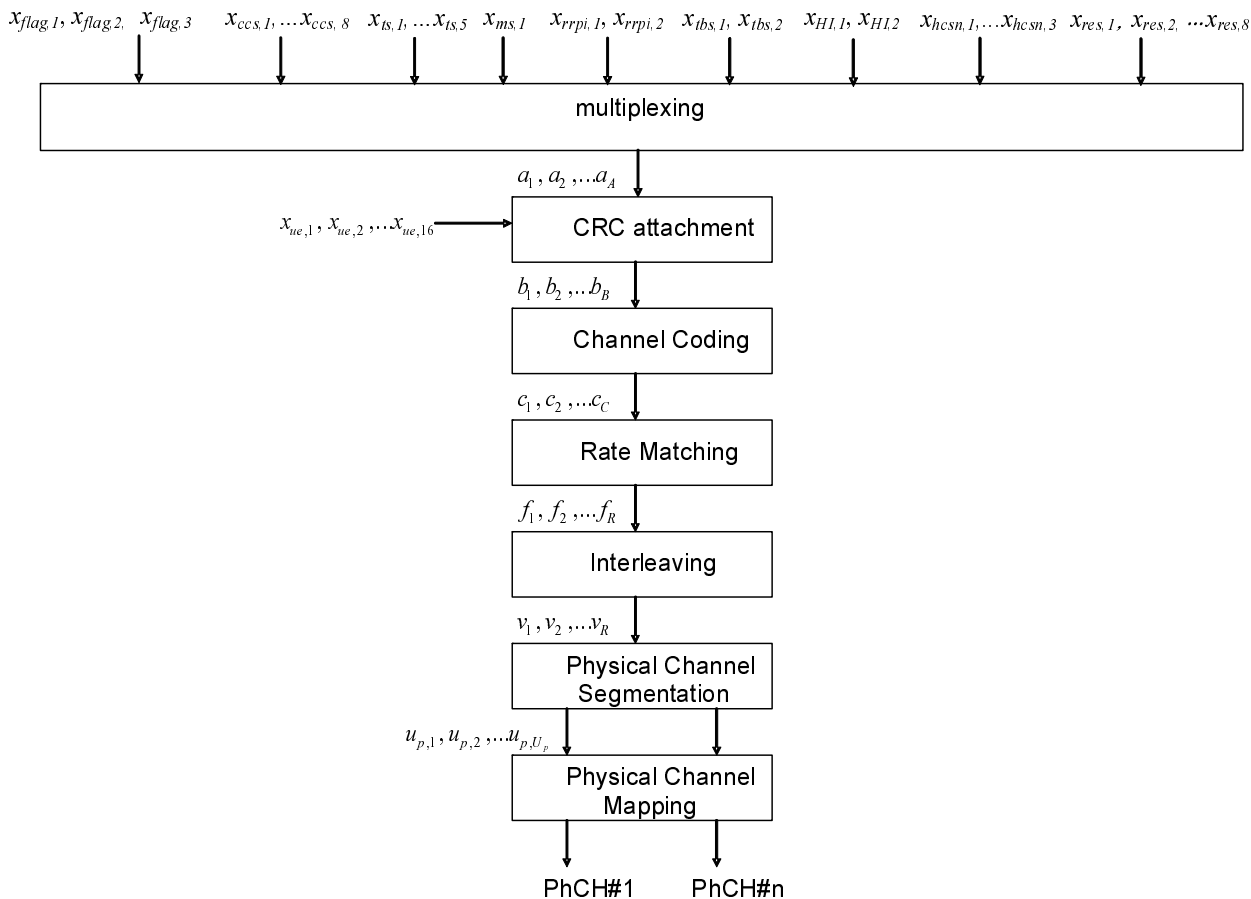 x_flag,1, x_flag,2, x_flag,3 x_ccs,1, ...x_ccs,8 x_ts,1, ...x_ts,5 x_ms,1 x_rrpi,1, x_rrpi,2 x_tbs,1, x_tbs,2 x_HI,1, x_HI,2 x_hcsn,1,...x_hcsn,3 x_res,1, x_res,2, ...x_res,8
multiplexing
a_1, a_2,...a_A
x_ue,1, x_ue,2,...x_ue,16
CRC attachment
b_1, b_2,...b_B
Channel Coding
c_1, c_2,...c_C
Rate Matching
f_1, f_2,...f_R
Interleaving
v_1, v_2,...v_R
Physical Channel
Segmentation
u_p,1, u_p,2,...u_p,U_p
Physical Channel
Mapping
PhCH#1 PhCH#n